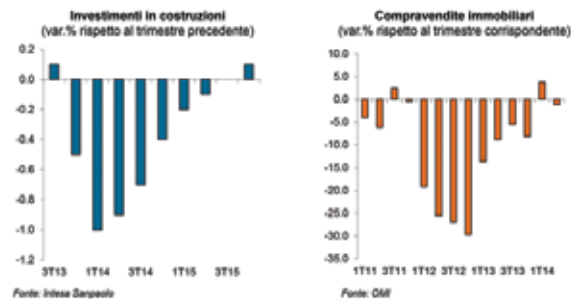 Investimenti in costruzioni
(var.% rispetto al trimestre precedente)
0.2
0.0
-0.2
-0.4
-0.6
-0.8
-1.0
-1.2
3T13 1T14 3T14 1T15 3T15
Fonte: Intesa Sanpaolo
Compravendite immobiliari
(var.% rispetto al trimestre corrispondente)
10.0
5.0
0.0
-5.0
-10.0
-15.0
-20.0
-25.0
-30.0
-35.0
1T11 3T11 1T12 3T12 1T13 3T13 1T14
Fonte: OMI